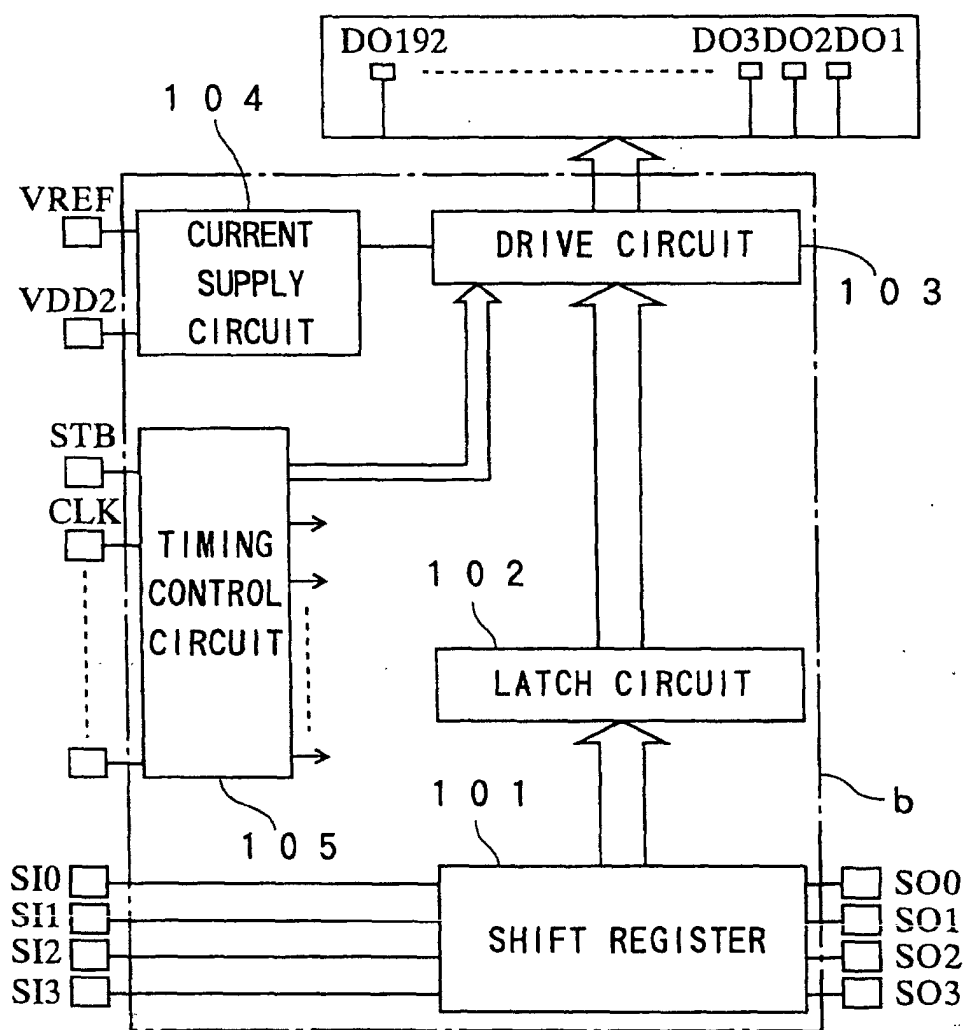 DO192 DO3DO2DO1
104
VREF
CURRENT
SUPPLY
CIRCUIT
DRIVE CIRCUIT
103
VDD2
STB
CLK
TIMING
CONTROL
CIRCUIT
102
LATCH CIRCUIT
101
b
105
SI0
SI1
SI2
SI3
SHIFT REGISTER
SO0
SO1
SO2
SO3